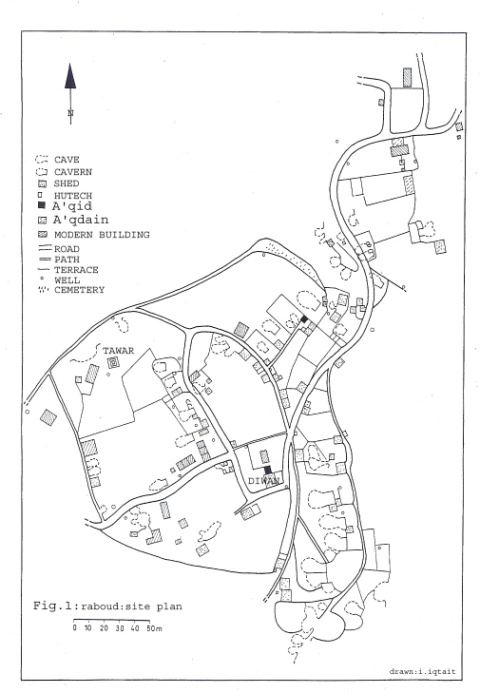 N
CAVE
CAVERN
SHED
HUTECH
A'qid
A'qdain
MODERN BUILDING
ROAD
PATH
TERRACE
WELL
CEMETERY
TAWAR
DIWAN
Fig.1:raboud:site plan
0 10 20 30 40 50m
drawn:i.iqtait